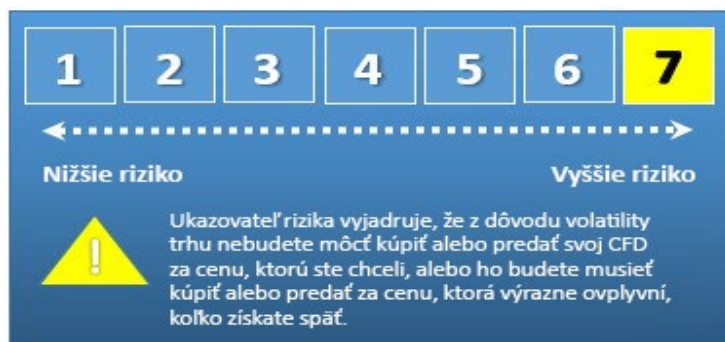 1 2 3 4 5 6 7
Nižšie riziko Vyššie riziko
!
Ukazovateľ rizika vyjadruje, že z dôvodu volatility
trhu nebudete môcť kúpiť alebo predať svoj CFD
za cenu, ktorú ste chceli, alebo ho budete musieť
kúpiť alebo predať za cenu, ktorá výrazne ovplyvní,
koľko získate späť.